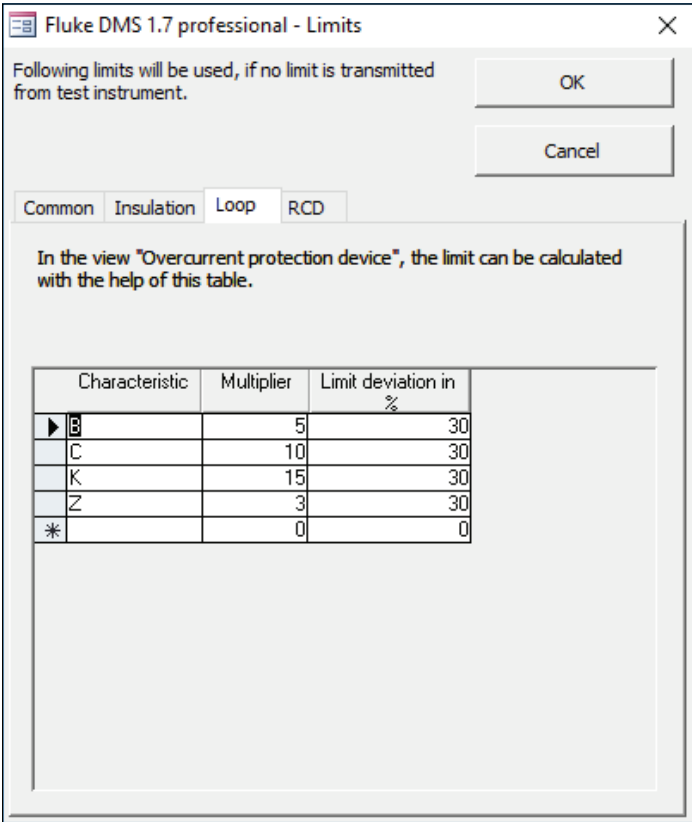 Fluke DMS 1.7 professional - Limits
Following limits will be used, if no limit is transmitted
from test instrument.
OK
Cancel
Common Insulation Loop RCD
In the view "Overcurrent protection device", the limit can be calculated
with the help of this table.
Characteristic Multiplier Limit deviation in
%
B 5 30
C 10 30
K 15 30
Z 3 30
* 0 0